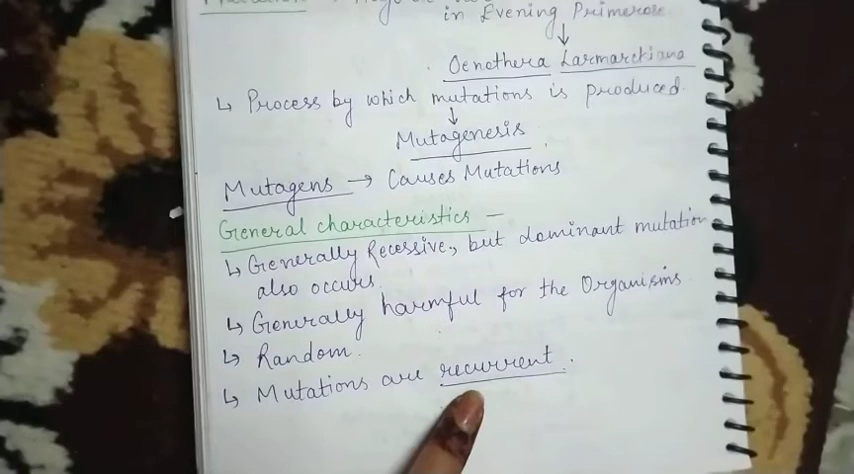 in Evening Primerose
↓
Oenothera Larmarckiana
↳ Process by which mutations is produced.
↓
Mutagenesis
Mutagens → Causes Mutations
General characteristics –
↳ Generally Recessive, but dominant mutation
also occurs.
↳ Generally harmful for the Organisms
↳ Random.
↳ Mutations are recurrent.